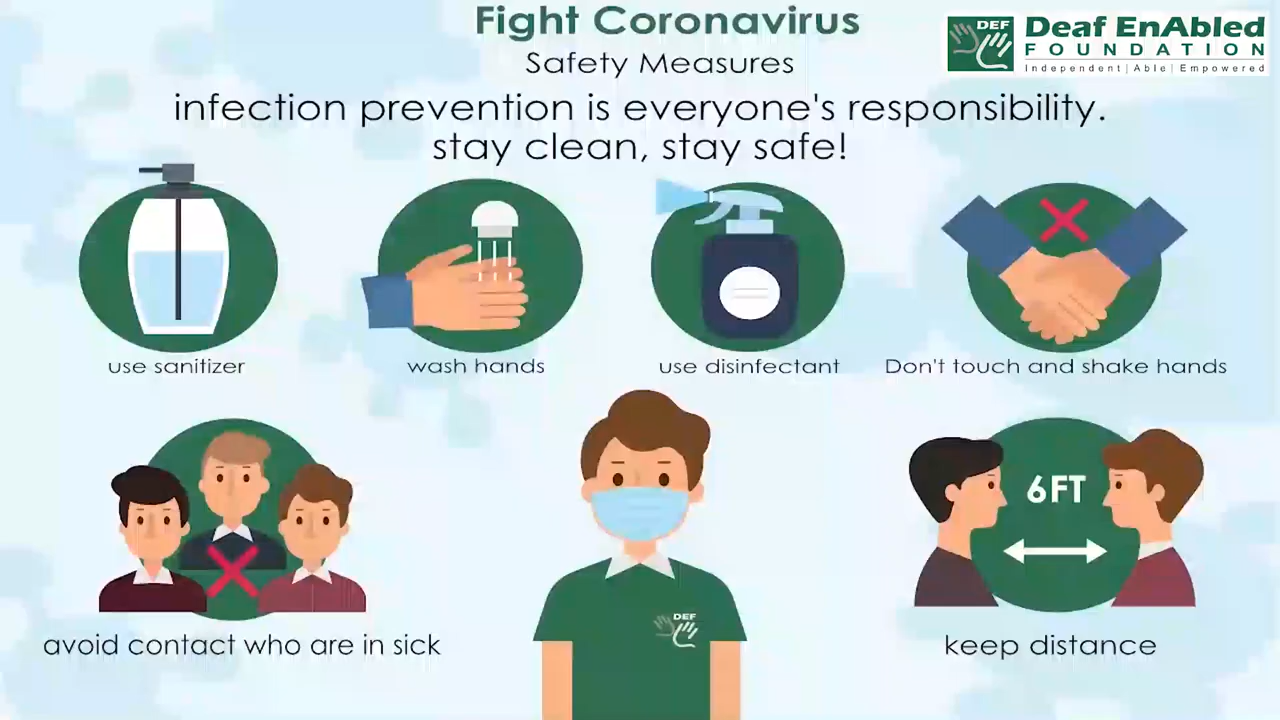 Fight Coronavirus
Safety Measures
DEF
Deaf EnAbled
FOUNDATION
Independent | Able | Empowered
infection prevention is everyone's responsibility.
stay clean, stay safe!
use sanitizer
wash hands
use disinfectant
Don't touch and shake hands
6FT
DEF
avoid contact who are in sick
keep distance